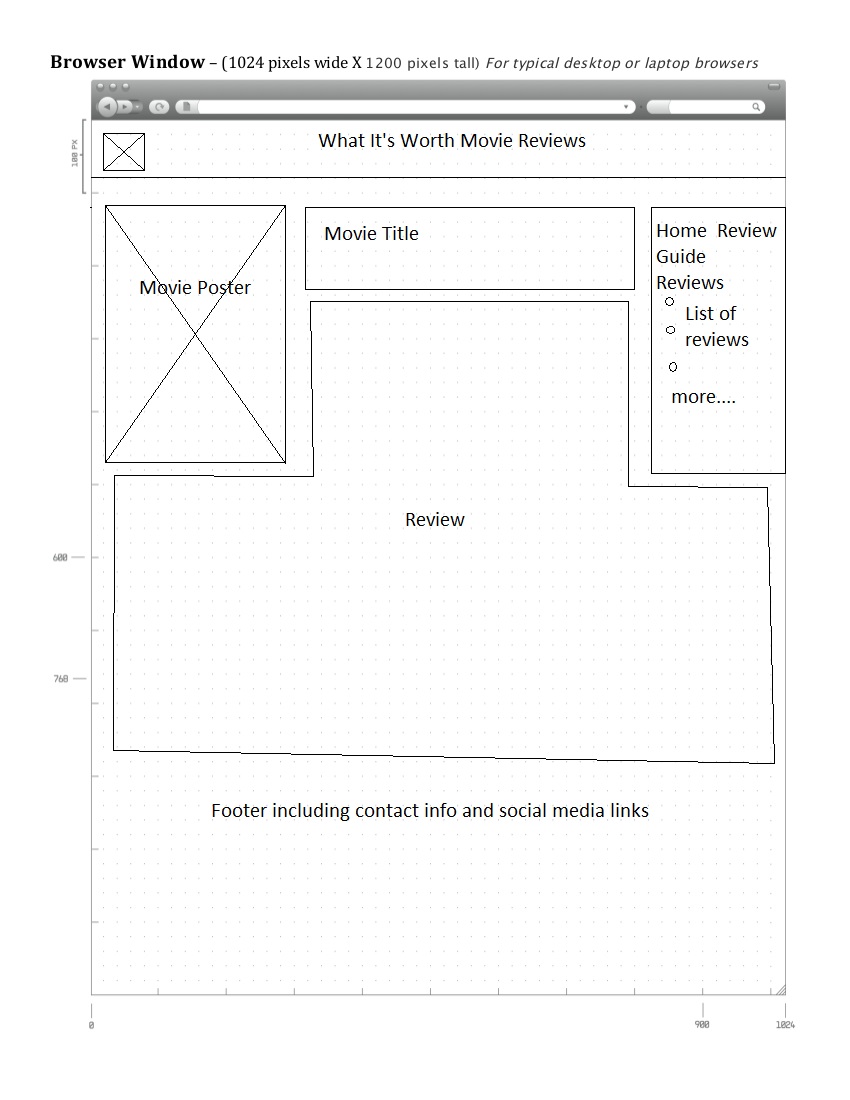 Browser Window – (1024 pixels wide X 1200 pixels tall) For typical desktop or laptop browsers
100 PX
What It's Worth Movie Reviews
Movie Poster
Movie Title
Home Review
Guide
Reviews
List of
reviews
more....
Review
600
760
Footer including contact info and social media links
0
900
1024